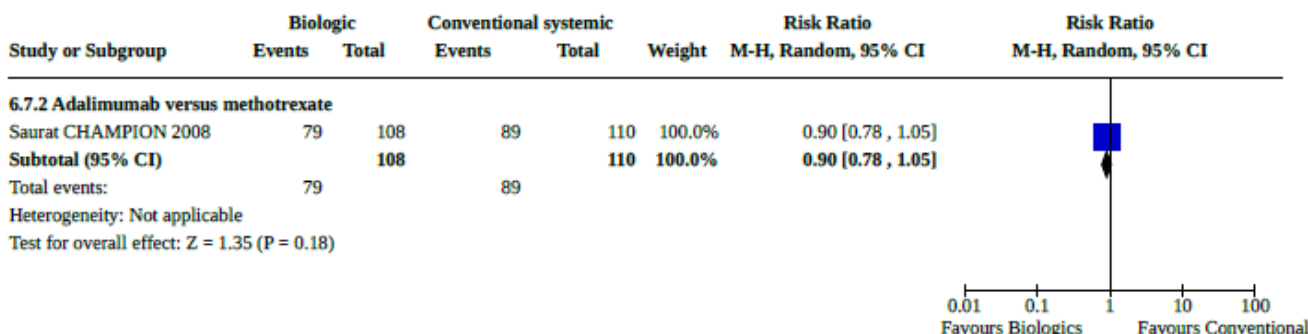 Biologic Conventional systemic Risk Ratio Risk Ratio
Study or Subgroup Events Total Events Total Weight M-H, Random, 95% CI M-H, Random, 95% CI
6.7.2 Adalimumab versus methotrexate
Saurat CHAMPION 2008 79 108 89 110 100.0% 0.90 [0.78 , 1.05]
Subtotal (95% CI) 108 110 100.0% 0.90 [0.78 , 1.05]
Total events: 79 89
Heterogeneity: Not applicable
Test for overall effect: Z = 1.35 (P = 0.18)
0.01 0.1 1 10 100
Favours Biologics Favours Conventional